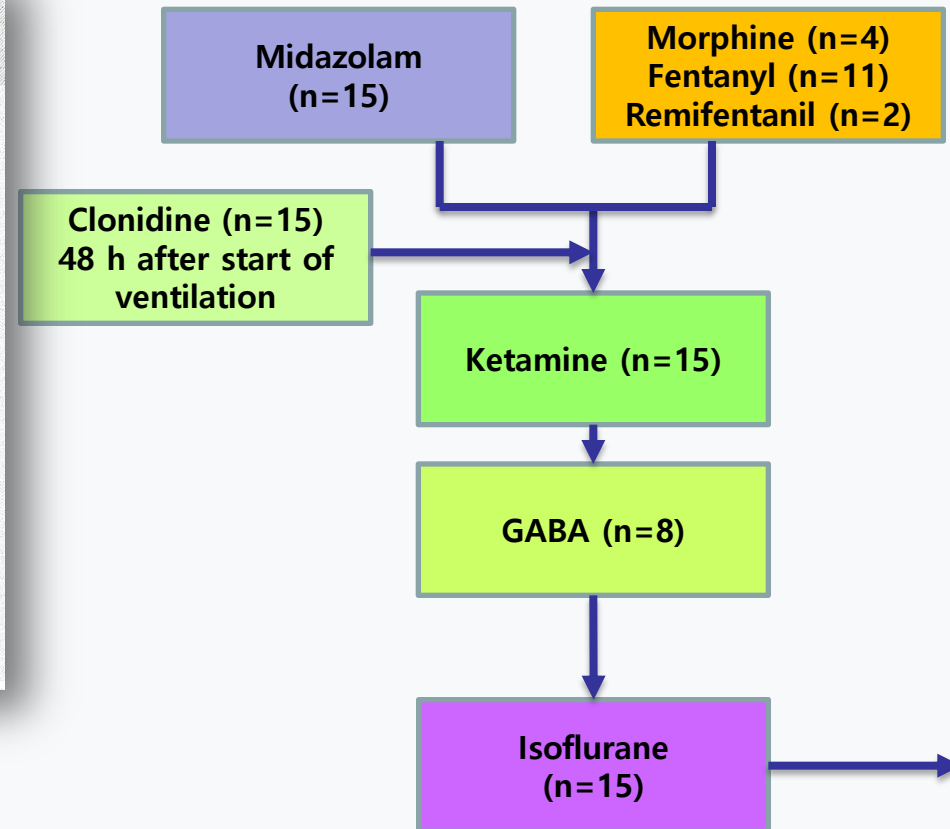 Midazolam
(n=15)
Morphine (n=4)
Fentanyl (n=11)
Remifentanil (n=2)
Clonidine (n=15)
48 h after start of
ventilation
Ketamine (n=15)
GABA (n=8)
Isoflurane
(n=15)